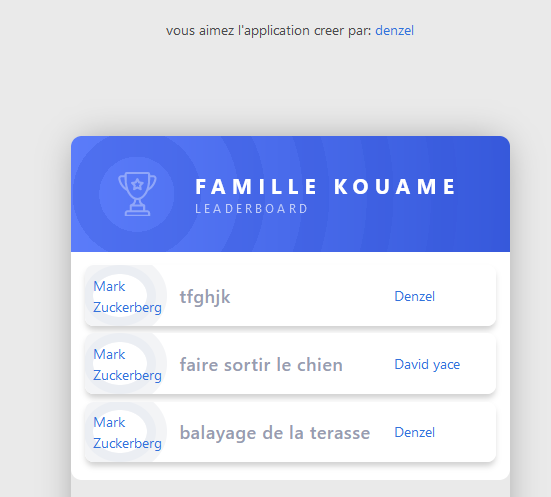 vous aimez l'application creer par: denzel
FAMILLE KOUAME
LEADERBOARD
Mark
Zuckerberg
tfghjk
Denzel
Mark
Zuckerberg
faire sortir le chien
David yace
Mark
Zuckerberg
balayage de la terasse
Denzel